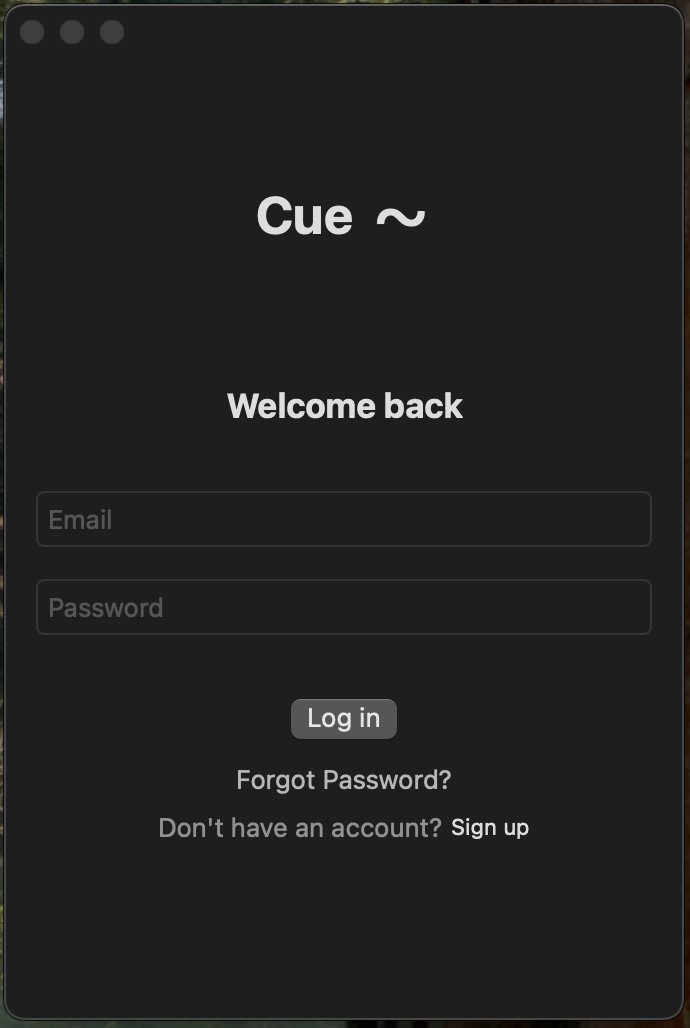 Cue ~
Welcome back
Email
Password
Log in
Forgot Password?
Don't have an account? Sign up